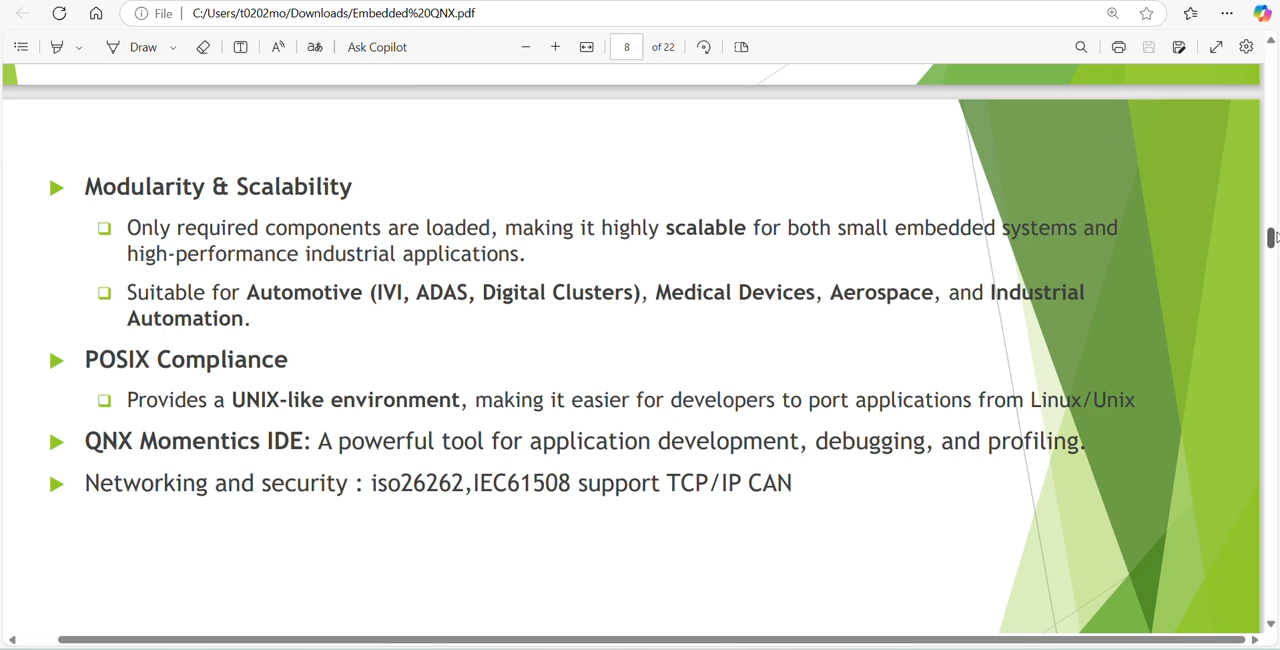 File
C:/Users/t0202mo/Downloads/Embedded%20QNX.pdf
Draw
Ask Copilot
8 of 22
Modularity & Scalability
Only required components are loaded, making it highly scalable for both small embedded systems and
high-performance industrial applications.
Suitable for Automotive (IVI, ADAS, Digital Clusters), Medical Devices, Aerospace, and Industrial
Automation.
POSIX Compliance
Provides a UNIX-like environment, making it easier for developers to port applications from Linux/Unix
QNX Momentics IDE: A powerful tool for application development, debugging, and profiling.
Networking and security : iso26262,IEC61508 support TCP/IP CAN